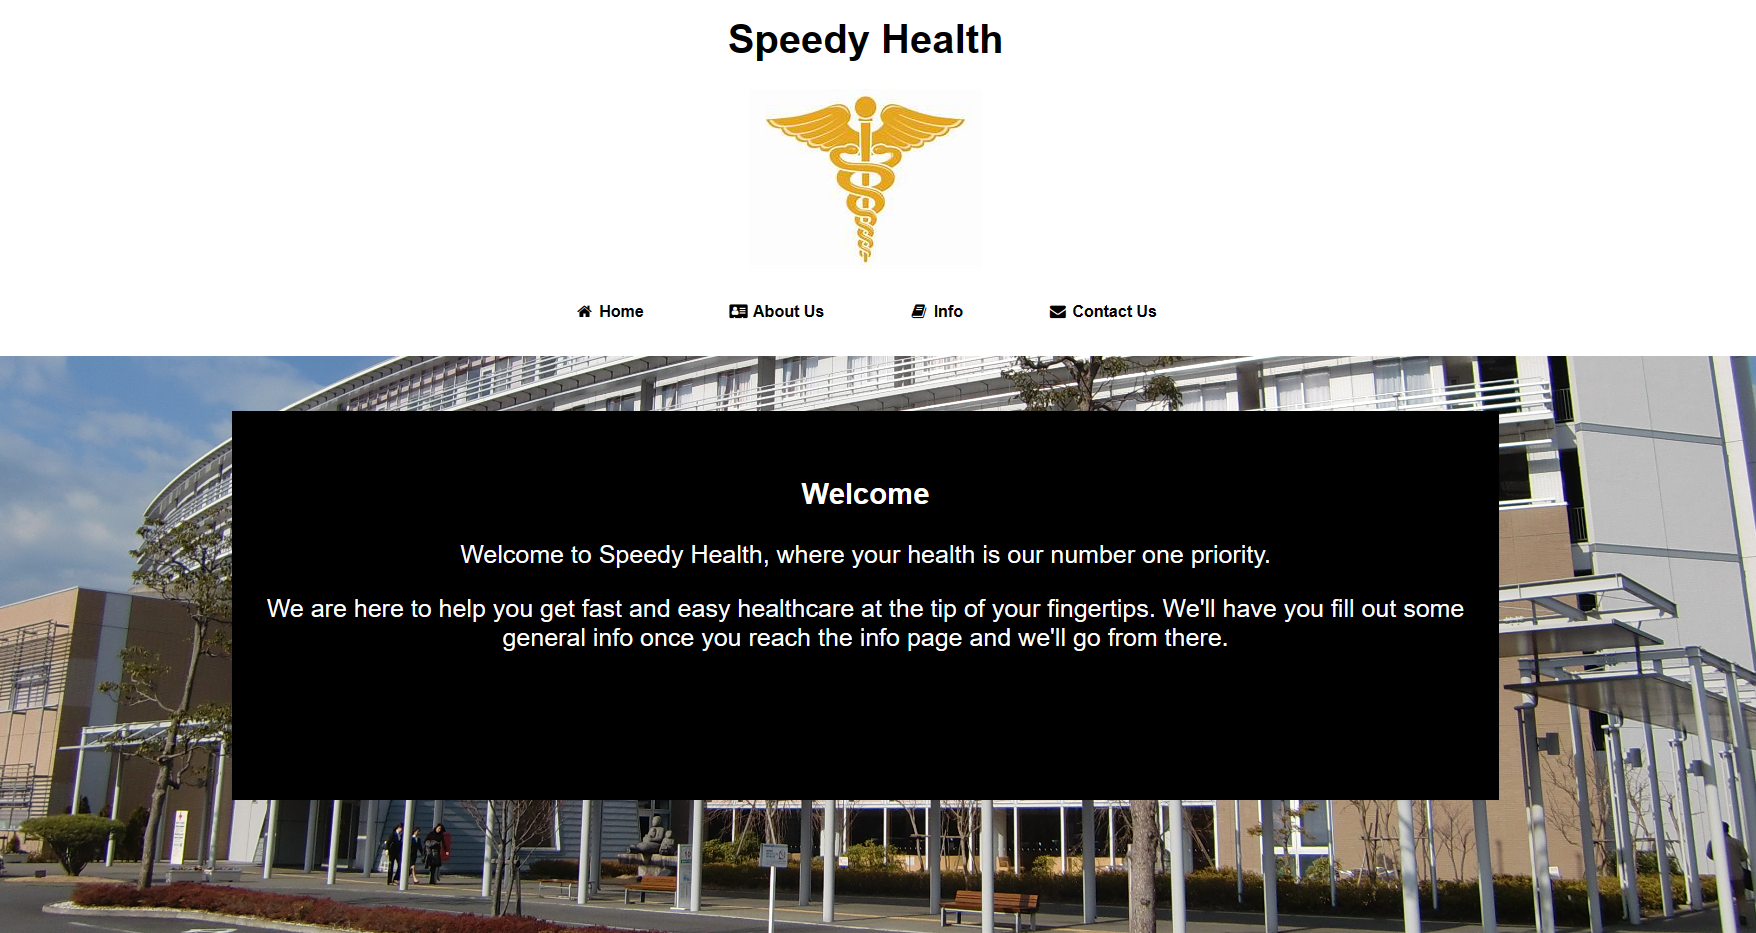 Speedy Health
Home
About Us
Info
Contact Us
Welcome
Welcome to Speedy Health, where your health is our number one priority.
We are here to help you get fast and easy healthcare at the tip of your fingertips. We'll have you fill out some
general info once you reach the info page and we'll go from there.